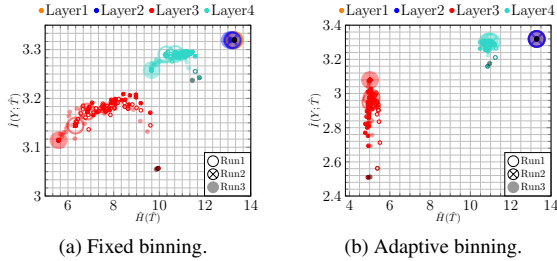 Layer1 Layer2 Layer3 Layer4
3.3
3.2
3.1
3
Î(Y; T̂)
6 8 10 12 14
Ĥ(T̂)
Run1
Run2
Run3
(a) Fixed binning.
Layer1 Layer2 Layer3 Layer4
3.4
3.2
3
2.8
2.6
2.4
Î(Y; T̂)
4 6 8 10 12 14
Ĥ(T̂)
Run1
Run2
Run3
(b) Adaptive binning.